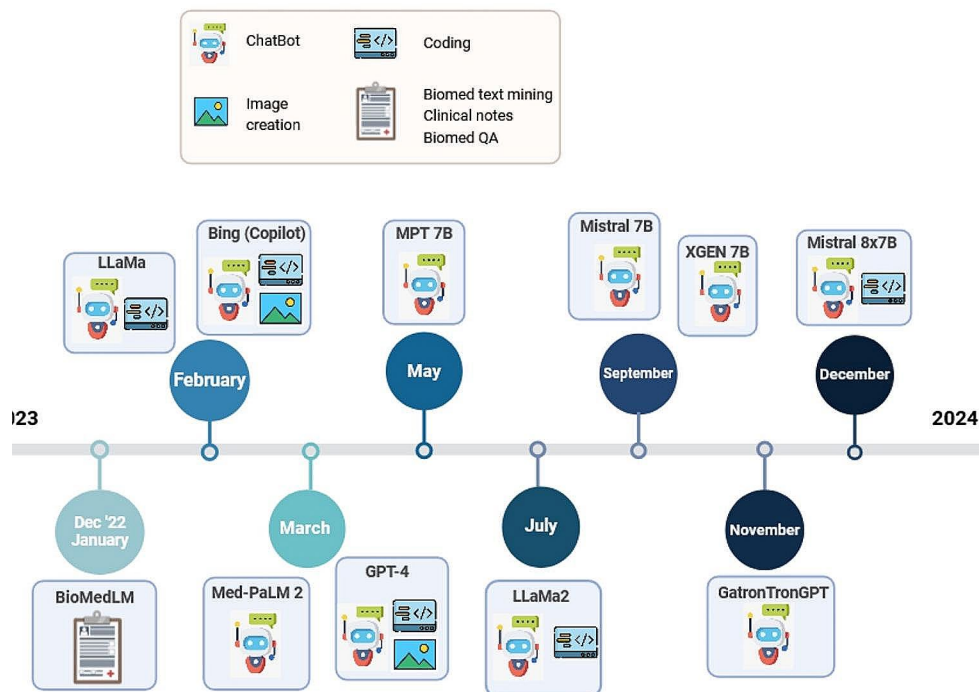 ChatBot
Coding
Image
creation
Biomed text mining
Clinical notes
Biomed QA
LLaMa
Bing (Copilot)
MPT 7B
Mistral 7B
XGEN 7B
Mistral 8x7B
February
May
September
December
023
2024
Dec '22
January
March
July
November
BioMedLM
Med-PaLM 2
GPT-4
LLaMa2
GatronTronGPT